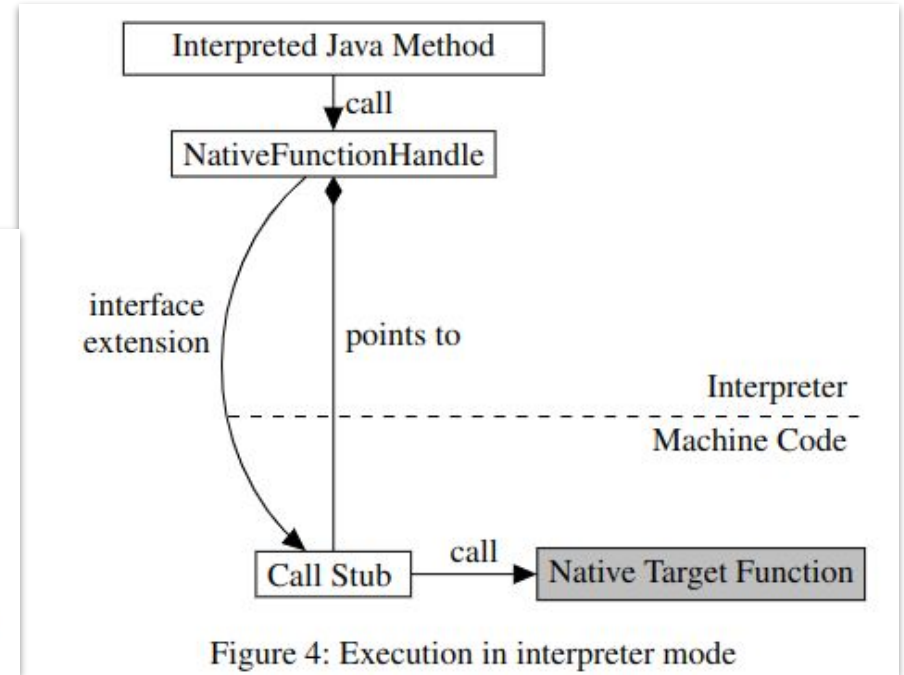 Interpreted Java Method
call
NativeFunctionHandle
interface
extension
points to
Interpreter
Machine Code
Call Stub
call
Native Target Function
Figure 4: Execution in interpreter mode